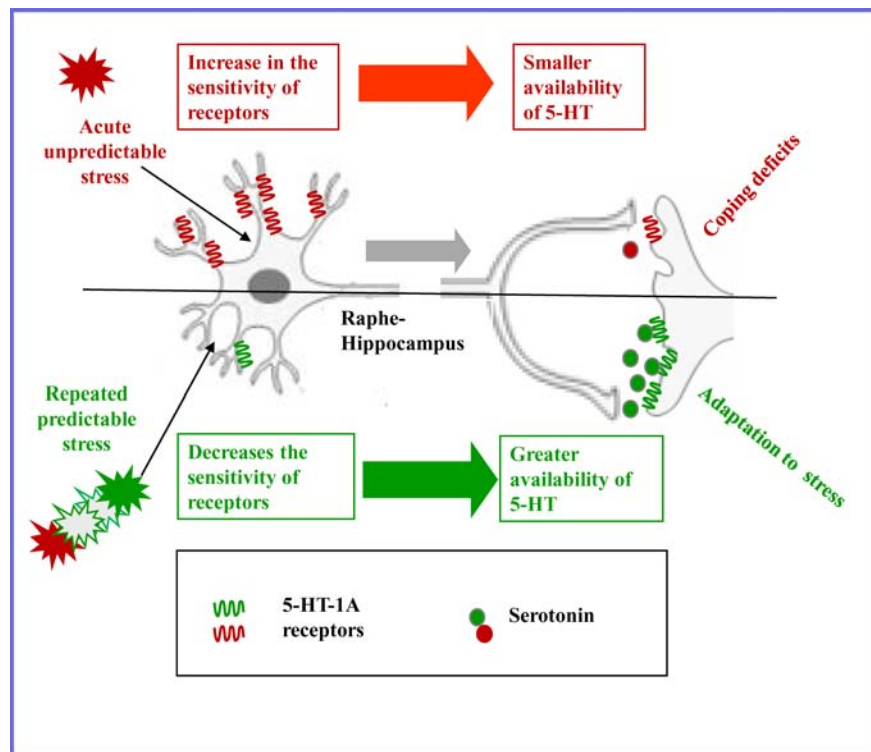 Increase in the
sensitivity of
receptors
Smaller
availability
of 5-HT
Acute
unpredictable
stress
Coping deficits
Raphe-
Hippocampus
Repeated
predictable
stress
Adaptation to stress
Decreases the
sensitivity of
receptors
Greater
availability of
5-HT
5-HT-1A
receptors
Serotonin